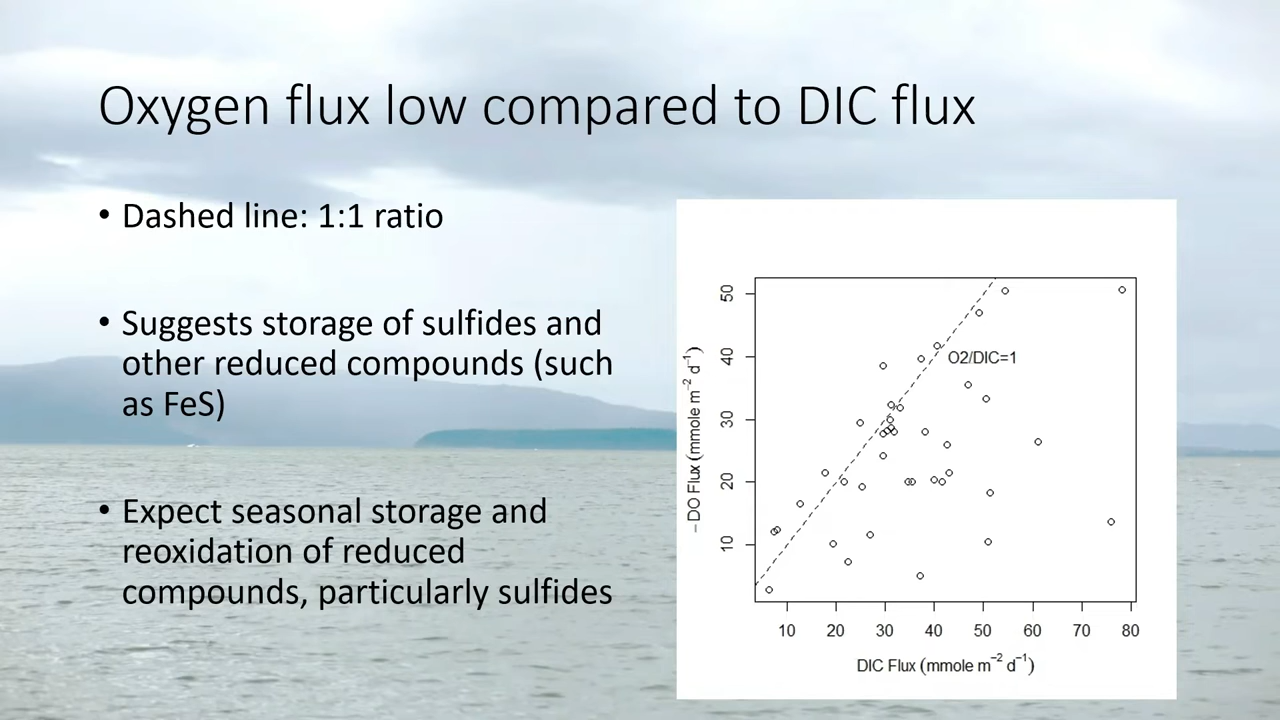 Oxygen flux low compared to DIC flux
• Dashed line: 1:1 ratio
• Suggests storage of sulfides and
other reduced compounds (such
as FeS)
• Expect seasonal storage and
reoxidation of reduced
compounds, particularly sulfides
−DO Flux (mmole m⁻² d⁻¹)
50
40
30
20
10
O2/DIC=1
10 20 30 40 50 60 70 80
DIC Flux (mmole m⁻² d⁻¹)